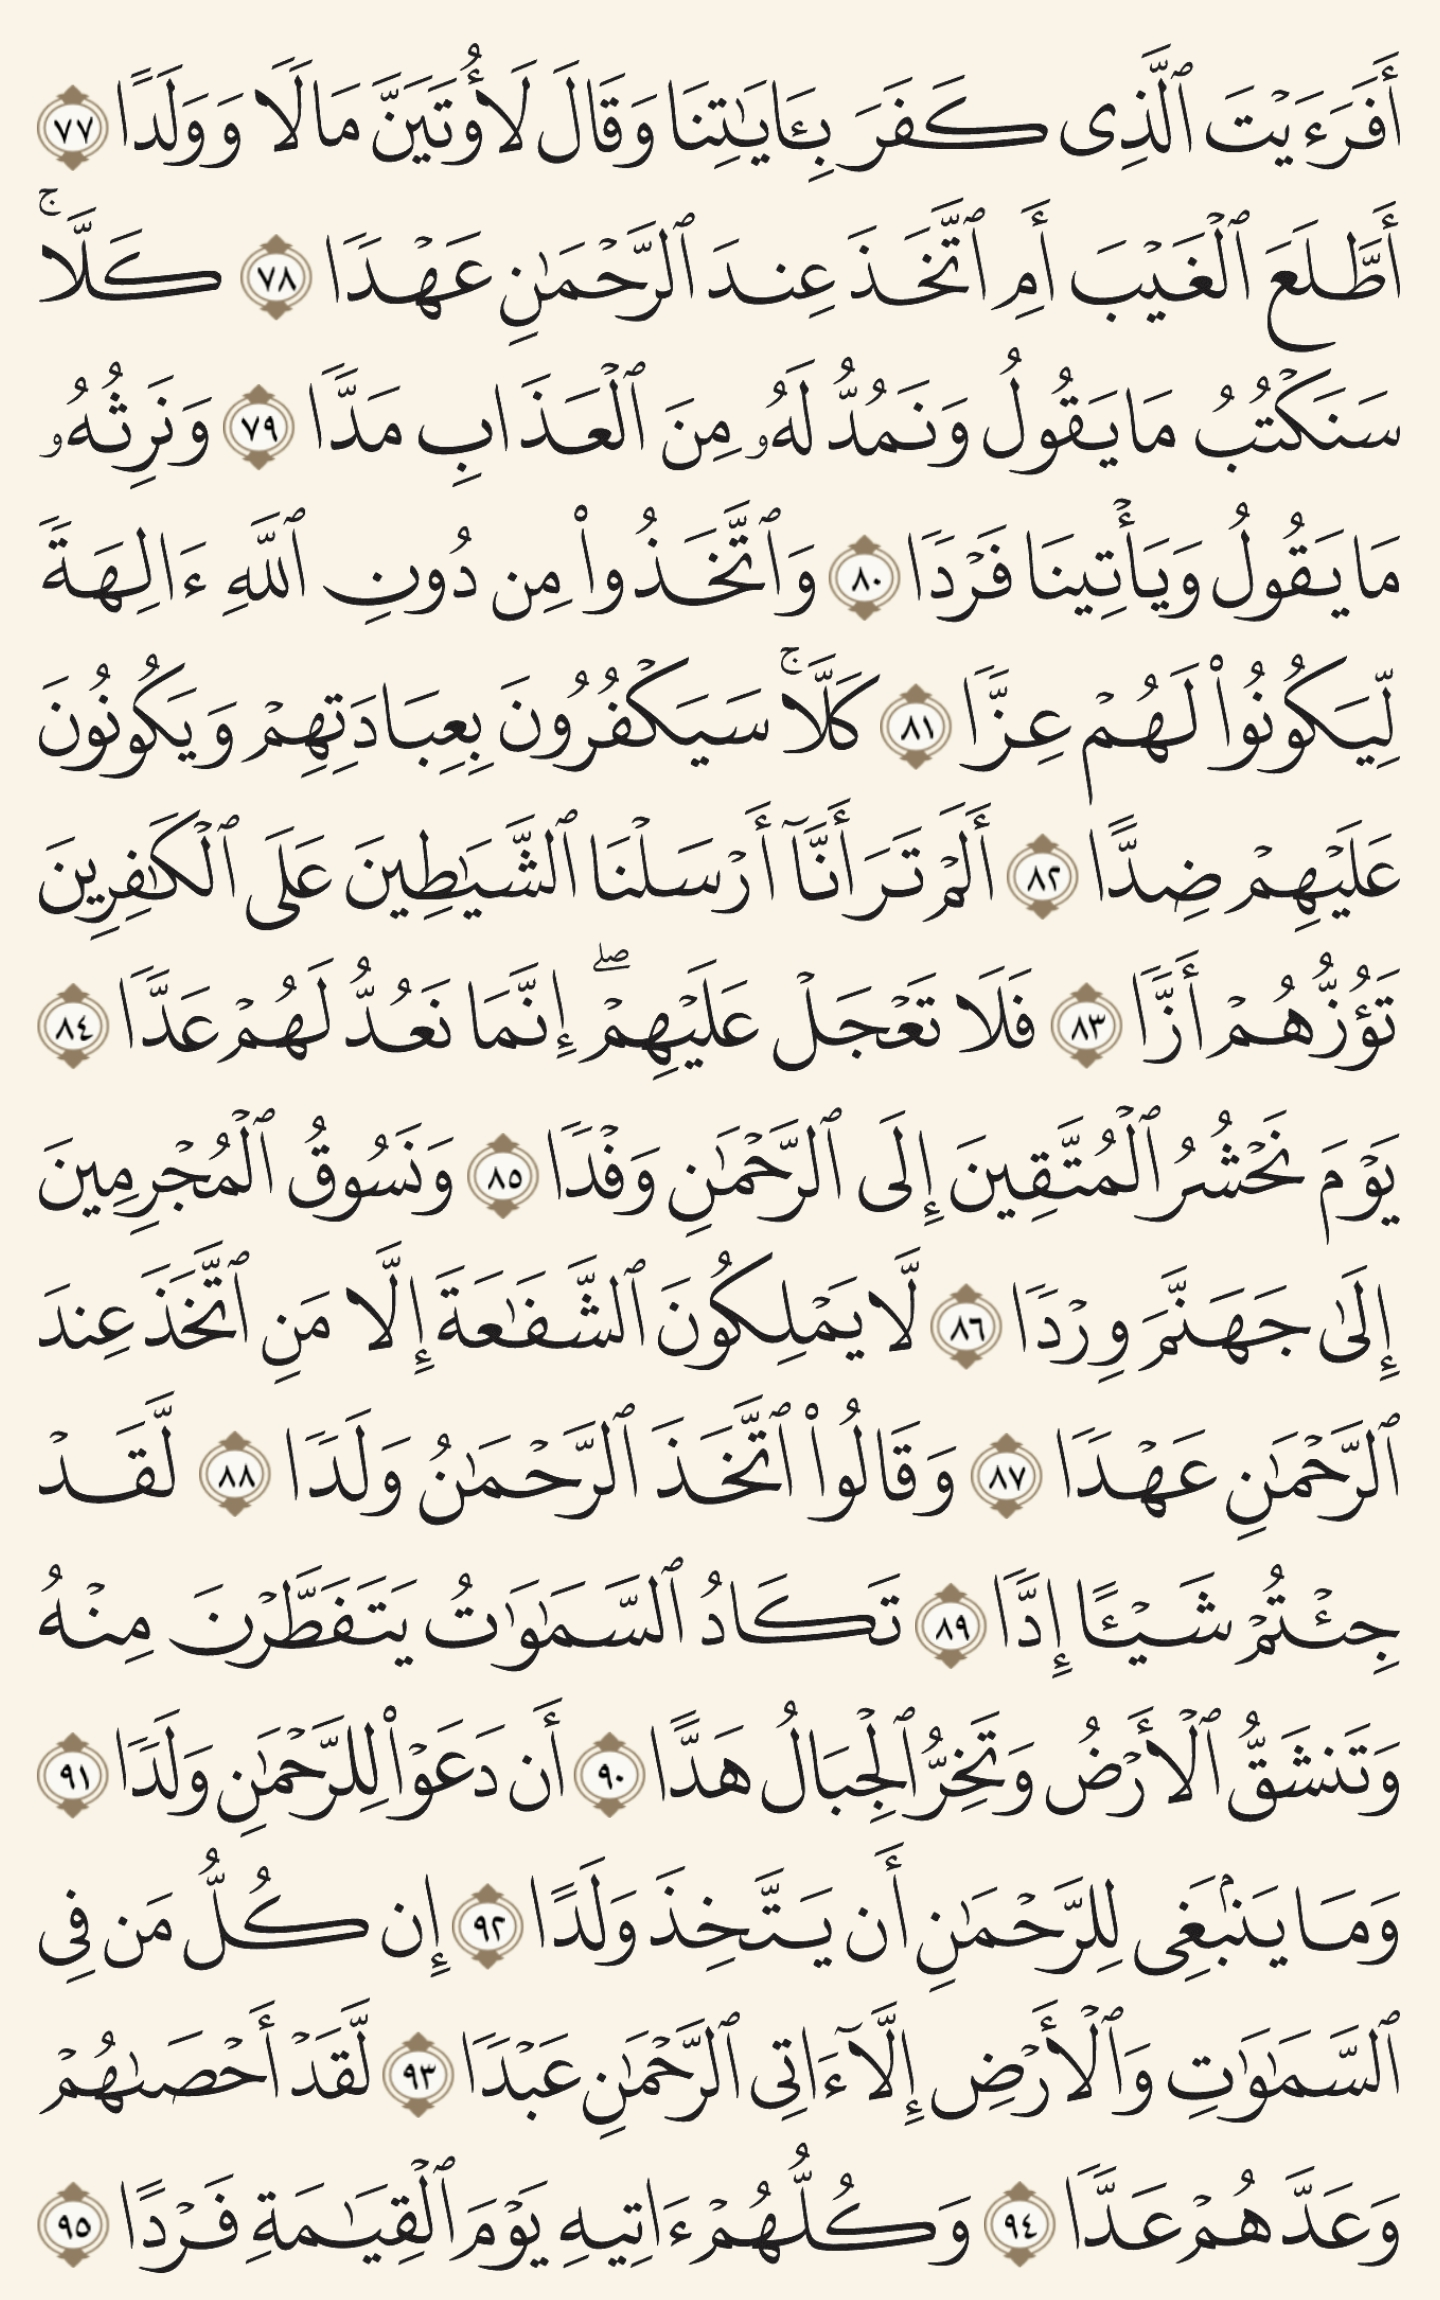 أَفَرَءَيۡتَ ٱلَّذِى كَفَرَ بِـَٔايَـٰتِنَا وَقَالَ لَأُوتَيَنَّ مَالًا وَوَلَدًا ٧٧
أَطَّلَعَ ٱلۡغَيۡبَ أَمِ ٱتَّخَذَ عِندَ ٱلرَّحۡمَـٰنِ عَهۡدًا ٧٨ كَلَّاۚ
سَنَكۡتُبُ مَا يَقُولُ وَنَمُدُّ لَهُۥ مِنَ ٱلۡعَذَابِ مَدًّا ٧٩ وَنَرِثُهُۥ
مَا يَقُولُ وَيَأۡتِينَا فَرۡدًا ٨٠ وَٱتَّخَذُواْ مِن دُونِ ٱللَّهِ ءَالِهَةً
لِّيَكُونُواْ لَهُمۡ عِزًّا ٨١ كَلَّاۚ سَيَكۡفُرُونَ بِعِبَادَتِهِمۡ وَيَكُونُونَ
عَلَيۡهِمۡ ضِدًّا ٨٢ أَلَمۡ تَرَ أَنَّآ أَرۡسَلۡنَا ٱلشَّيَـٰطِينَ عَلَى ٱلۡكَـٰفِرِينَ
تَؤُزُّهُمۡ أَزًّا ٨٣ فَلَا تَعۡجَلۡ عَلَيۡهِمۡۖ إِنَّمَا نَعُدُّ لَهُمۡ عَدًّا ٨٤
يَوۡمَ نَحۡشُرُ ٱلۡمُتَّقِينَ إِلَى ٱلرَّحۡمَـٰنِ وَفۡدًا ٨٥ وَنَسُوقُ ٱلۡمُجۡرِمِينَ
إِلَىٰ جَهَنَّمَ وِرۡدًا ٨٦ لَّا يَمۡلِكُونَ ٱلشَّفَـٰعَةَ إِلَّا مَنِ ٱتَّخَذَ عِندَ
ٱلرَّحۡمَـٰنِ عَهۡدًا ٨٧ وَقَالُواْ ٱتَّخَذَ ٱلرَّحۡمَـٰنُ وَلَدًا ٨٨ لَّقَدۡ
جِئۡتُمۡ شَيۡـًٔا إِدًّا ٨٩ تَكَادُ ٱلسَّمَـٰوَٰتُ يَتَفَطَّرۡنَ مِنۡهُ
وَتَنشَقُّ ٱلۡأَرۡضُ وَتَخِرُّ ٱلۡجِبَالُ هَدًّا ٩٠ أَن دَعَوۡاْ لِلرَّحۡمَـٰنِ وَلَدًا ٩١
وَمَا يَنۢبَغِى لِلرَّحۡمَـٰنِ أَن يَتَّخِذَ وَلَدًا ٩٢ إِن كُلُّ مَن فِى
ٱلسَّمَـٰوَٰتِ وَٱلۡأَرۡضِ إِلَّآ ءَاتِى ٱلرَّحۡمَـٰنِ عَبۡدًا ٩٣ لَّقَدۡ أَحۡصَىٰهُمۡ
وَعَدَّهُمۡ عَدًّا ٩٤ وَكُلُّهُمۡ ءَاتِيهِ يَوۡمَ ٱلۡقِيَـٰمَةِ فَرۡدًا ٩٥